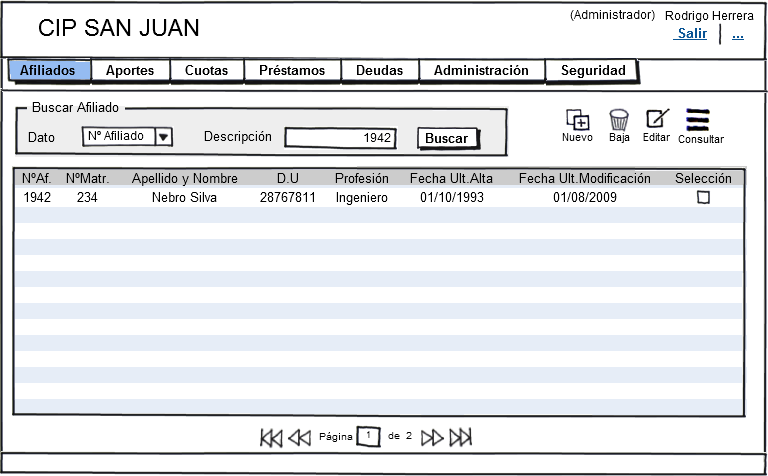 (Administrador) Rodrigo Herrera
CIP SAN JUAN
Salir | ...
Afiliados Aportes Cuotas Préstamos Deudas Administración Seguridad
Buscar Afiliado
Dato Nº Afiliado Descripción 1942 Buscar
Nuevo Baja Editar Consultar
NºAf. NºMatr. Apellido y Nombre D.U Profesión Fecha Ult.Alta Fecha Ult.Modificación Selección
1942 234 Nebro Silva 28767811 Ingeniero 01/10/1993 01/08/2009
Página 1 de 2